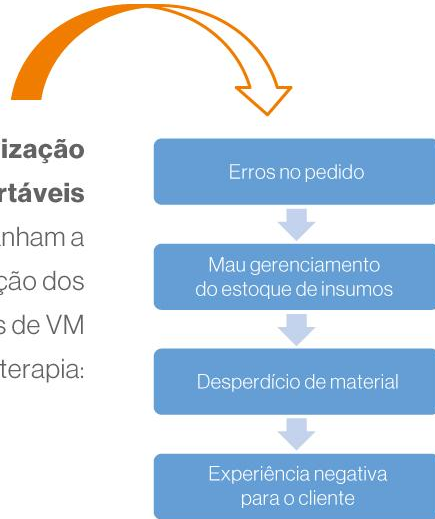 ização
rtáveis
nham a
ção dos
s de VM
terapia:
Erros no pedido
Mau gerenciamento
do estoque de insumos
Desperdício de material
Experiência negativa
para o cliente